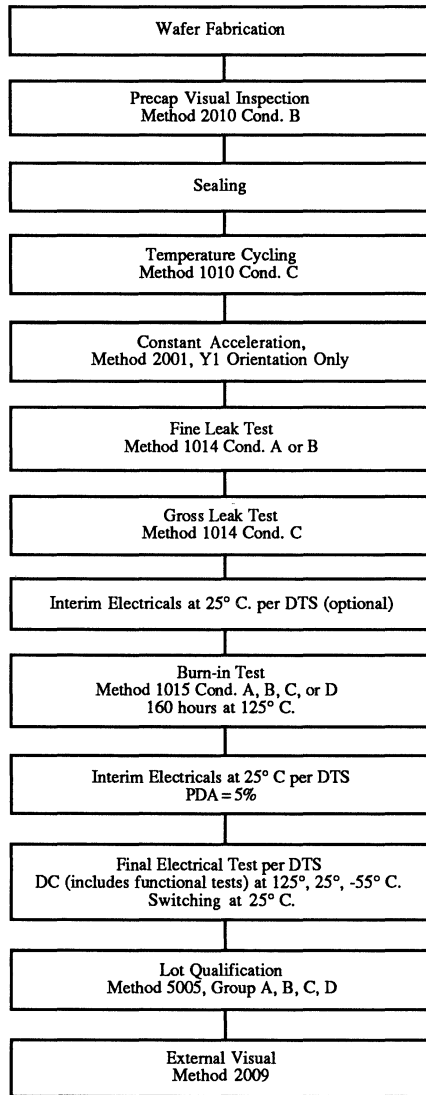 Wafer Fabrication
Precap Visual Inspection
Method 2010 Cond. B
Sealing
Temperature Cycling
Method 1010 Cond. C
Constant Acceleration,
Method 2001, Y1 Orientation Only
Fine Leak Test
Method 1014 Cond. A or B
Gross Leak Test
Method 1014 Cond. C
Interim Electricals at 25° C. per DTS (optional)
Burn-in Test
Method 1015 Cond. A, B, C, or D
160 hours at 125° C.
Interim Electricals at 25° C per DTS
PDA=5%
Final Electrical Test per DTS
DC (includes functional tests) at 125°, 25°, -55° C.
Switching at 25° C.
Lot Qualification
Method 5005, Group A, B, C, D
External Visual
Method 2009